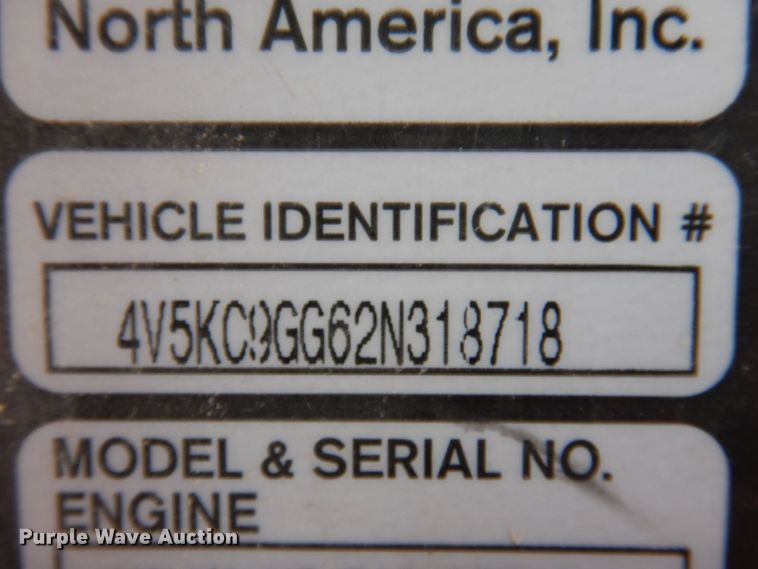 North America, Inc.
VEHICLE IDENTIFICATION #
4V5KC9GG62N318718
MODEL & SERIAL NO.
ENGINE
Purple Wave Auction